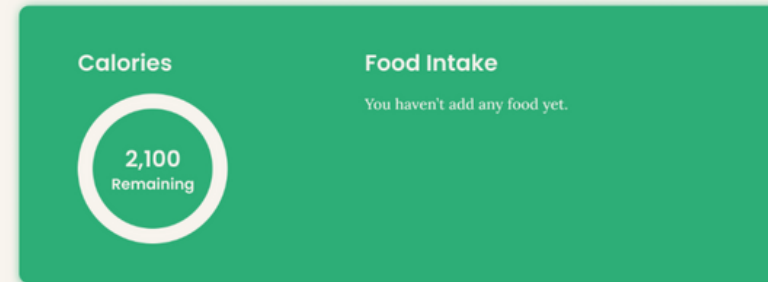 Calories
2,100
Remaining
Food Intake
You haven't add any food yet.